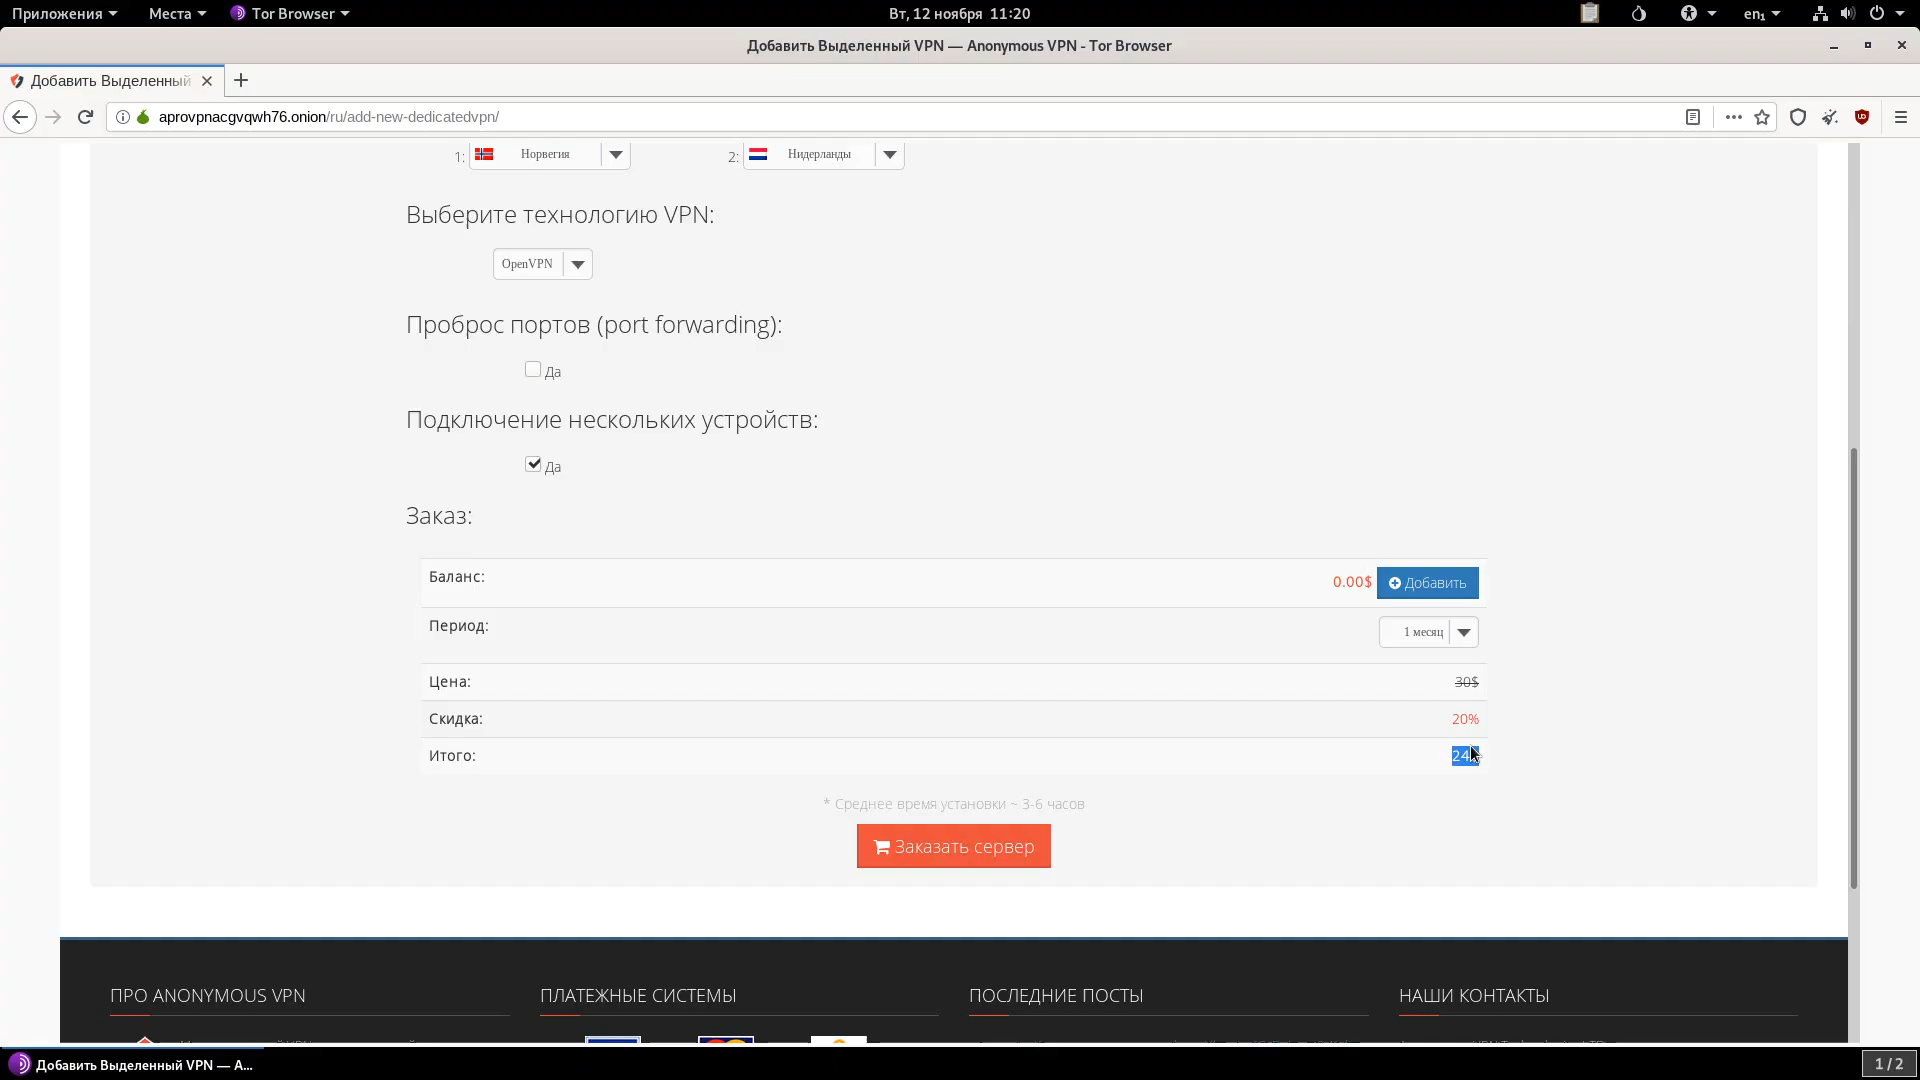 Приложения Места Tor Browser Вт, 12 ноября 11:20 en₁
Добавить Выделенный VPN — Anonymous VPN - Tor Browser
Добавить Выделенный
aprovpnacgvqwh76.onion/ru/add-new-dedicatedvpn/
1: Норвегия 2: Нидерланды
Выберите технологию VPN:
OpenVPN
Проброс портов (port forwarding):
Да
Подключение нескольких устройств:
Да
Заказ:
Баланс: 0.00$ Добавить
Период: 1 месяц
Цена: 30$
Скидка: 20%
Итого: 24
* Среднее время установки ~ 3-6 часов
Заказать сервер
ПРО ANONYMOUS VPN ПЛАТЕЖНЫЕ СИСТЕМЫ ПОСЛЕДНИЕ ПОСТЫ НАШИ КОНТАКТЫ
Добавить Выделенный VPN — A... 1 / 2